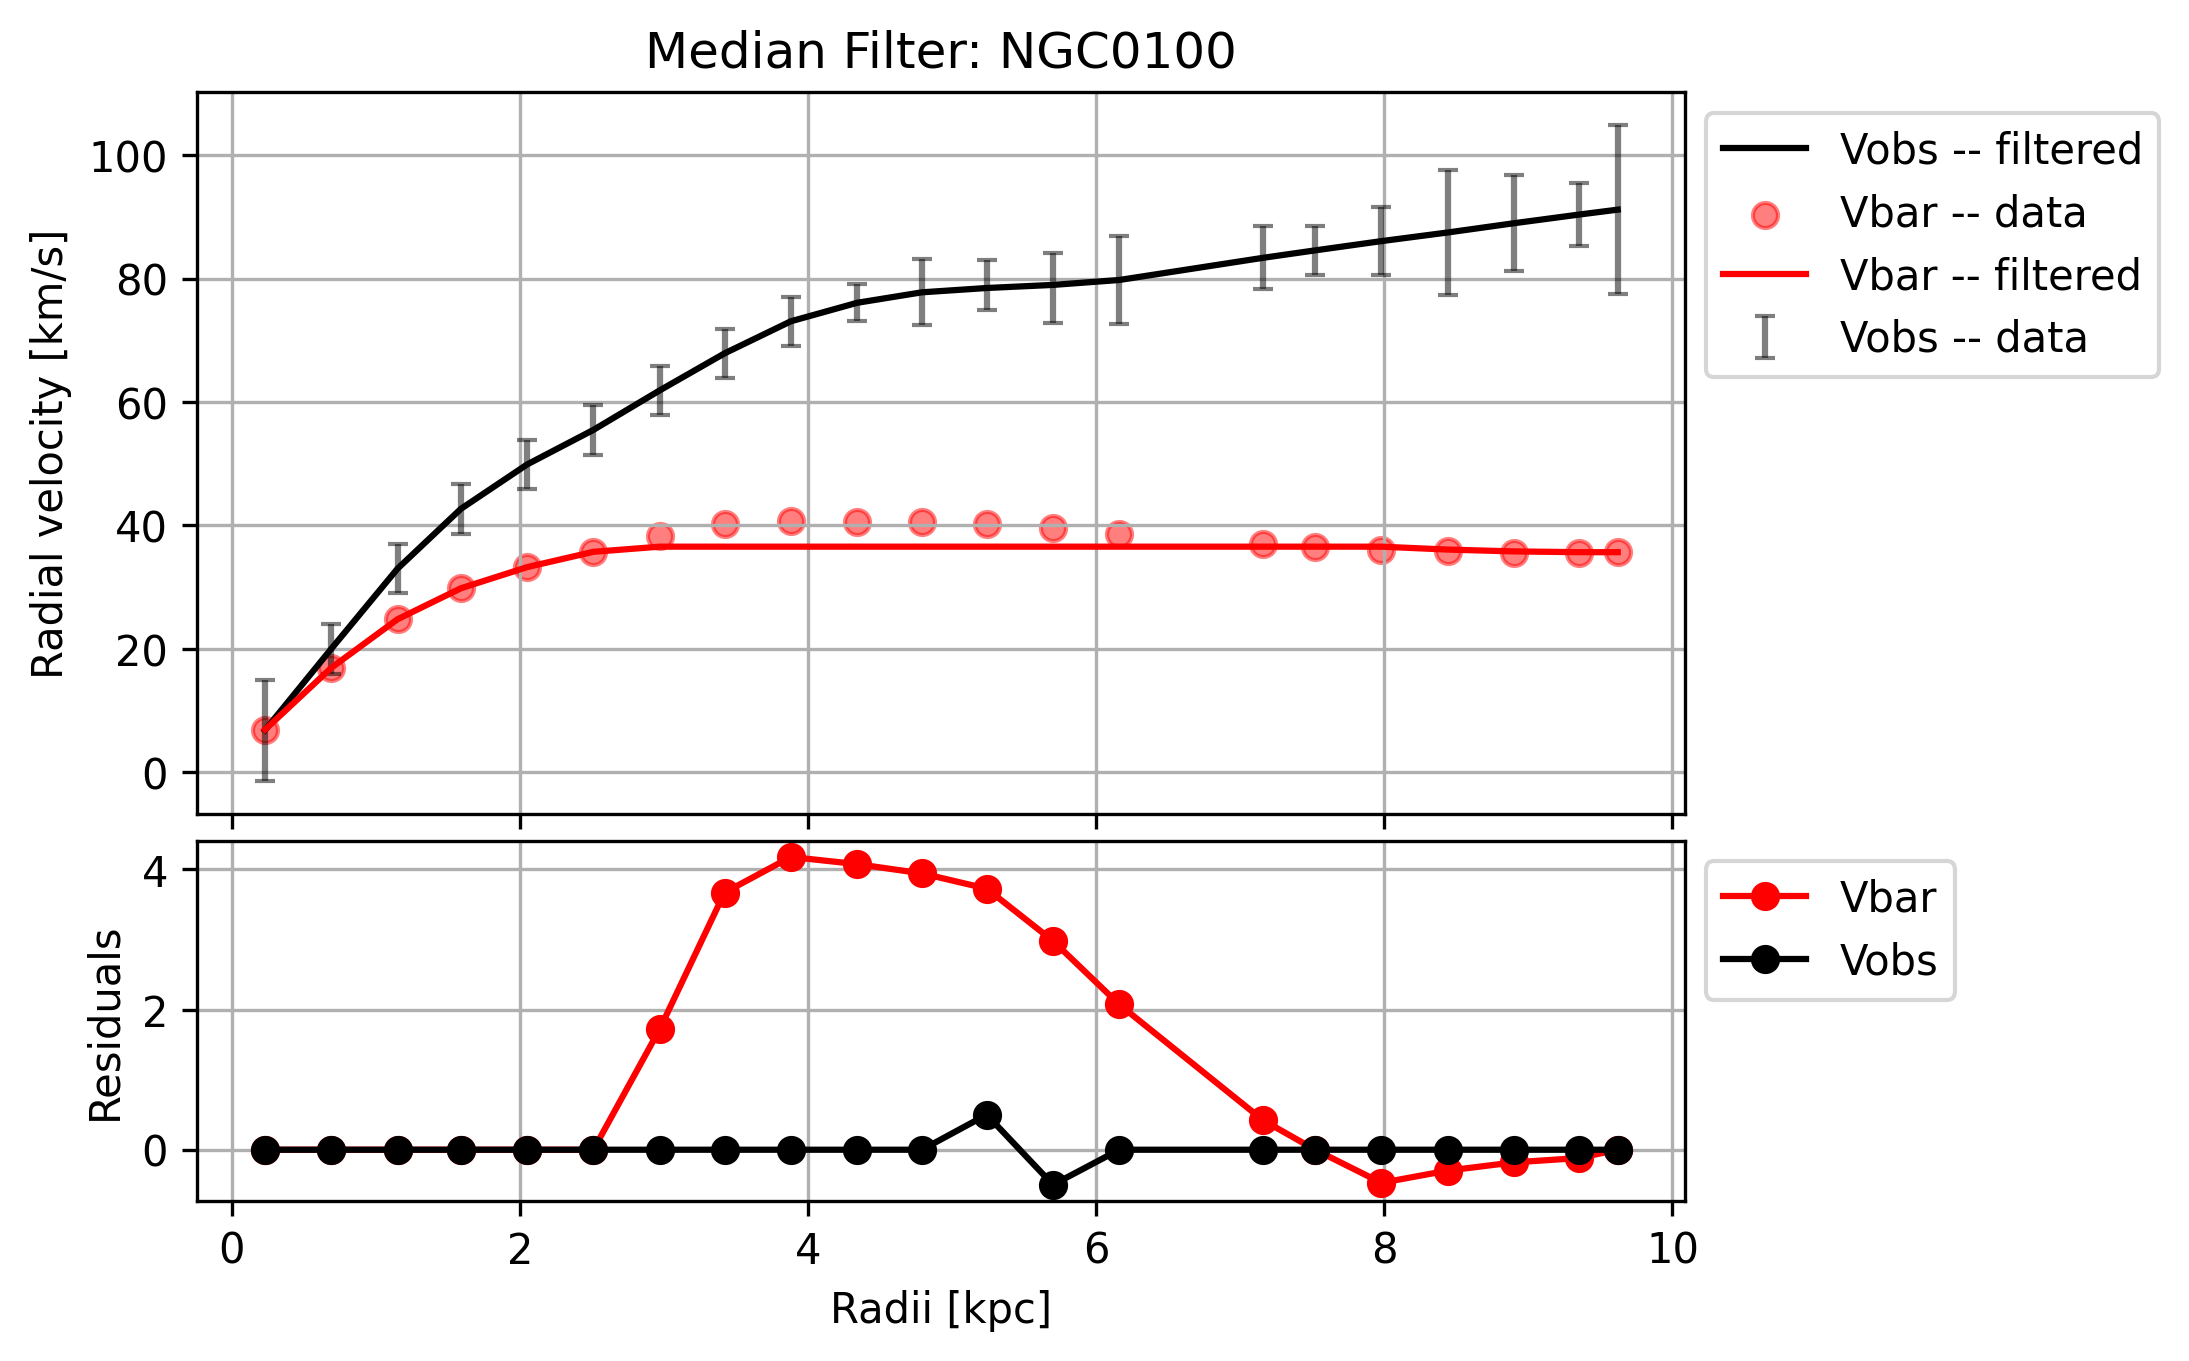 Median Filter: NGC0100
Radial velocity [km/s]
100
80
60
40
20
0
Vobs -- filtered
Vbar -- data
Vbar -- filtered
Vobs -- data
Residuals
4
2
0
Vbar
Vobs
0 2 4 6 8 10
Radii [kpc]